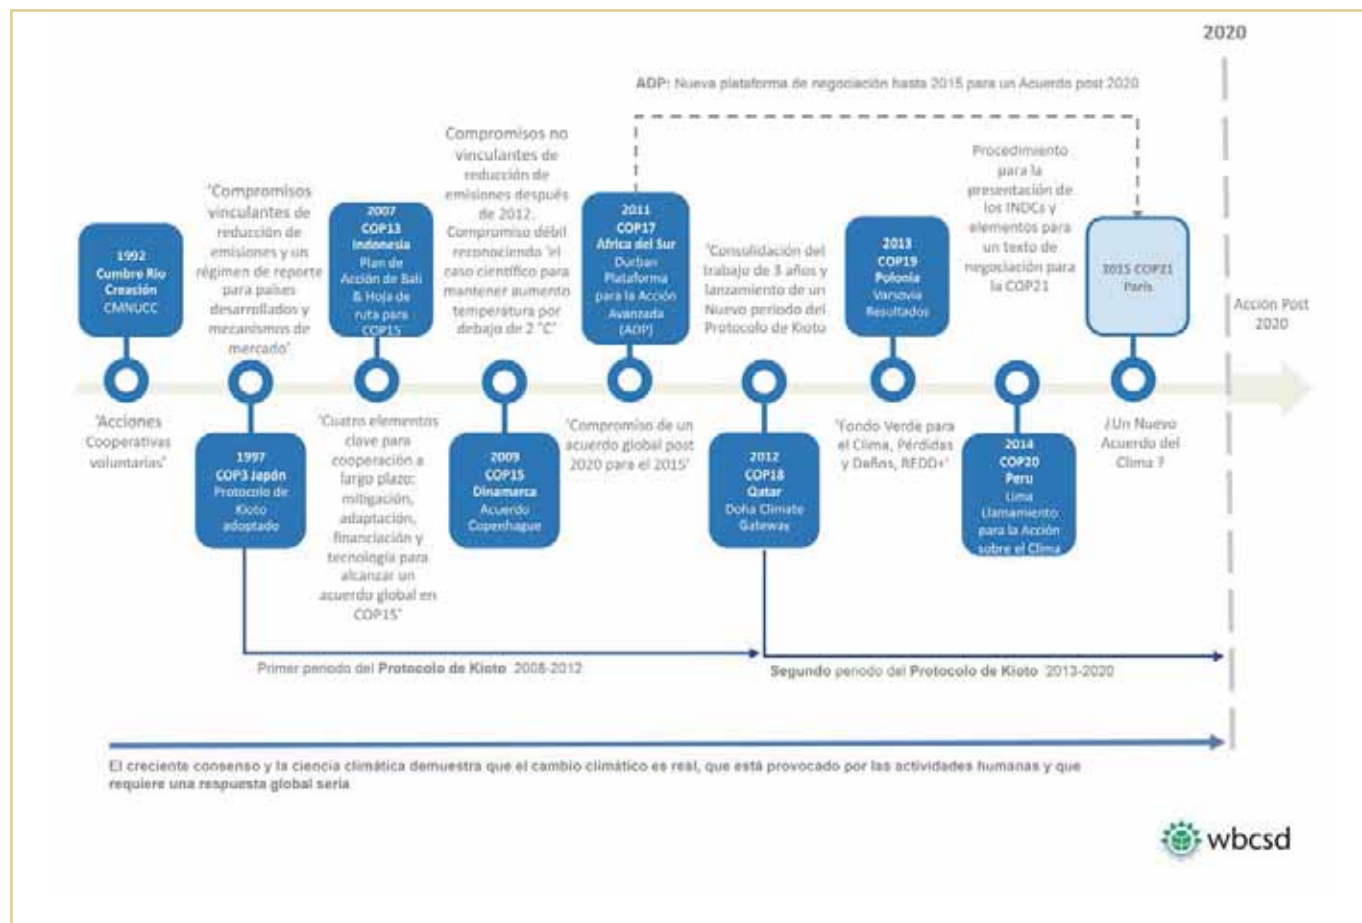 2020
ADP: Nueva plataforma de negociación hasta 2015 para un Acuerdo post 2020
1992
Cumbre Rio
Creación
CMNUCC
'Acciones
Cooperativas
voluntarias'
'Compromisos
vinculantes de
reducción de
emisiones y un
régimen de reporte
para países
desarrollados y
mecanismos de
mercado'
1997
COP3 Japón
Protocolo de
Kioto
adoptado
2007
COP13
Indonesia
Plan de
Acción de Bali
& Hoja de
ruta para
COP15
'Cuatro elementos
clave para
cooperación a
largo plazo:
mitigación,
adaptación,
financiación y
tecnología para
alcanzar un
acuerdo global en
COP15'
Compromisos no
vinculantes de
reducción de
emisiones después
de 2012.
Compromiso débil
reconociendo 'el
caso científico para
mantener aumento
temperatura por
debajo de 2 °C'
2009
COP15
Dinamarca
Acuerdo
Copenhague
2011
COP17
Africa del Sur
Durban
Plataforma
para la Acción
Avanzada
(ADP)
'Compromiso de un
acuerdo global post
2020 para el 2015'
'Consolidación del
trabajo de 3 años y
lanzamiento de un
Nuevo periodo del
Protocolo de Kioto
2012
COP18
Qatar
Doha Climate
Gateway
2013
COP19
Polonia
Varsovia
Resultados
'Fondo Verde para
el Clima, Pérdidas
y Daños, REDD+'
Procedimiento
para la
presentación de
los INDCs y
elementos para
un texto de
negociación para
la COP21
2014
COP20
Peru
Lima
Llamamiento
para la Acción
sobre el Clima
2015 COP21
París
¿Un Nuevo
Acuerdo del
Clima ?
Acción Post
2020
Primer periodo del Protocolo de Kioto 2008-2012
Segundo periodo del Protocolo de Kioto 2013-2020
El creciente consenso y la ciencia climática demuestra que el cambio climático es real, que está provocado por las actividades humanas y que
requiere una respuesta global seria
wbcsd